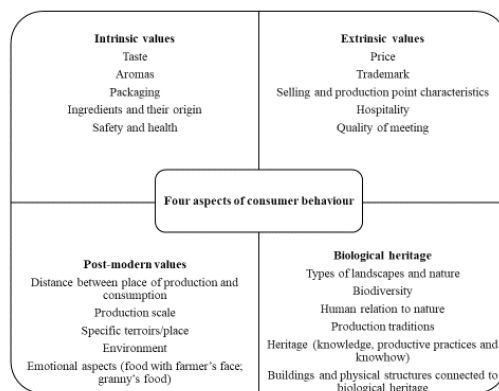 Intrinsic values
Taste
Aromas
Packaging
Ingredients and their origin
Safety and health
Extrinsic values
Price
Trademark
Selling and production point characteristics
Hospitality
Quality of meeting
Four aspects of consumer behaviour
Post-modern values
Distance between place of production and
consumption
Production scale
Specific terroirs/place
Environment
Emotional aspects (food with farmer's face;
granny's food)
Biological heritage
Types of landscapes and nature
Biodiversity
Human relation to nature
Production traditions
Heritage (knowledge, productive practices and
knowhow)
Buildings and physical structures connected to
biological heritage